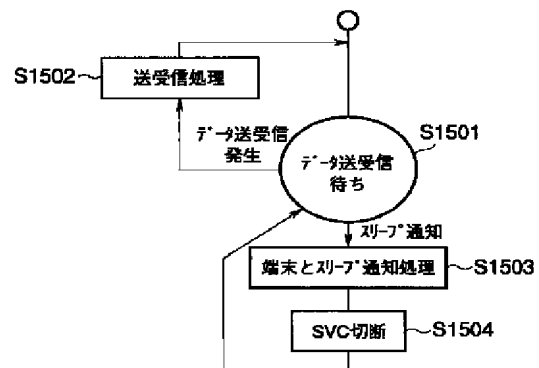 S1502
送受信処理
S1501
データ送受信
発生
データ送受信
待ち
スリープ通知
端末とスリープ通知処理
S1503
SVC切断
S1504